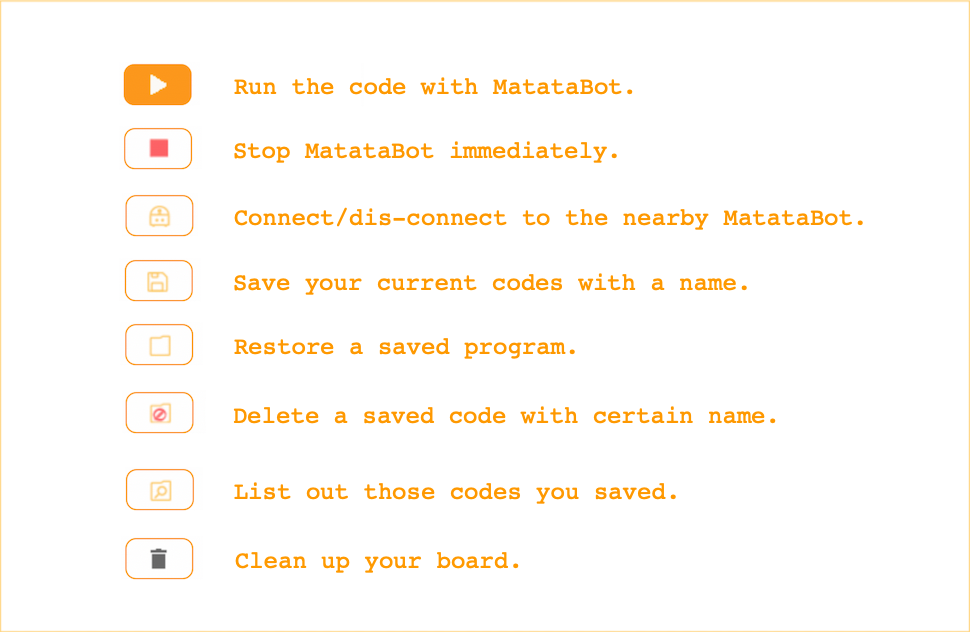 Run the code with MatataBot.
Stop MatataBot immediately.
Connect/dis-connect to the nearby MatataBot.
Save your current codes with a name.
Restore a saved program.
Delete a saved code with certain name.
List out those codes you saved.
Clean up your board.